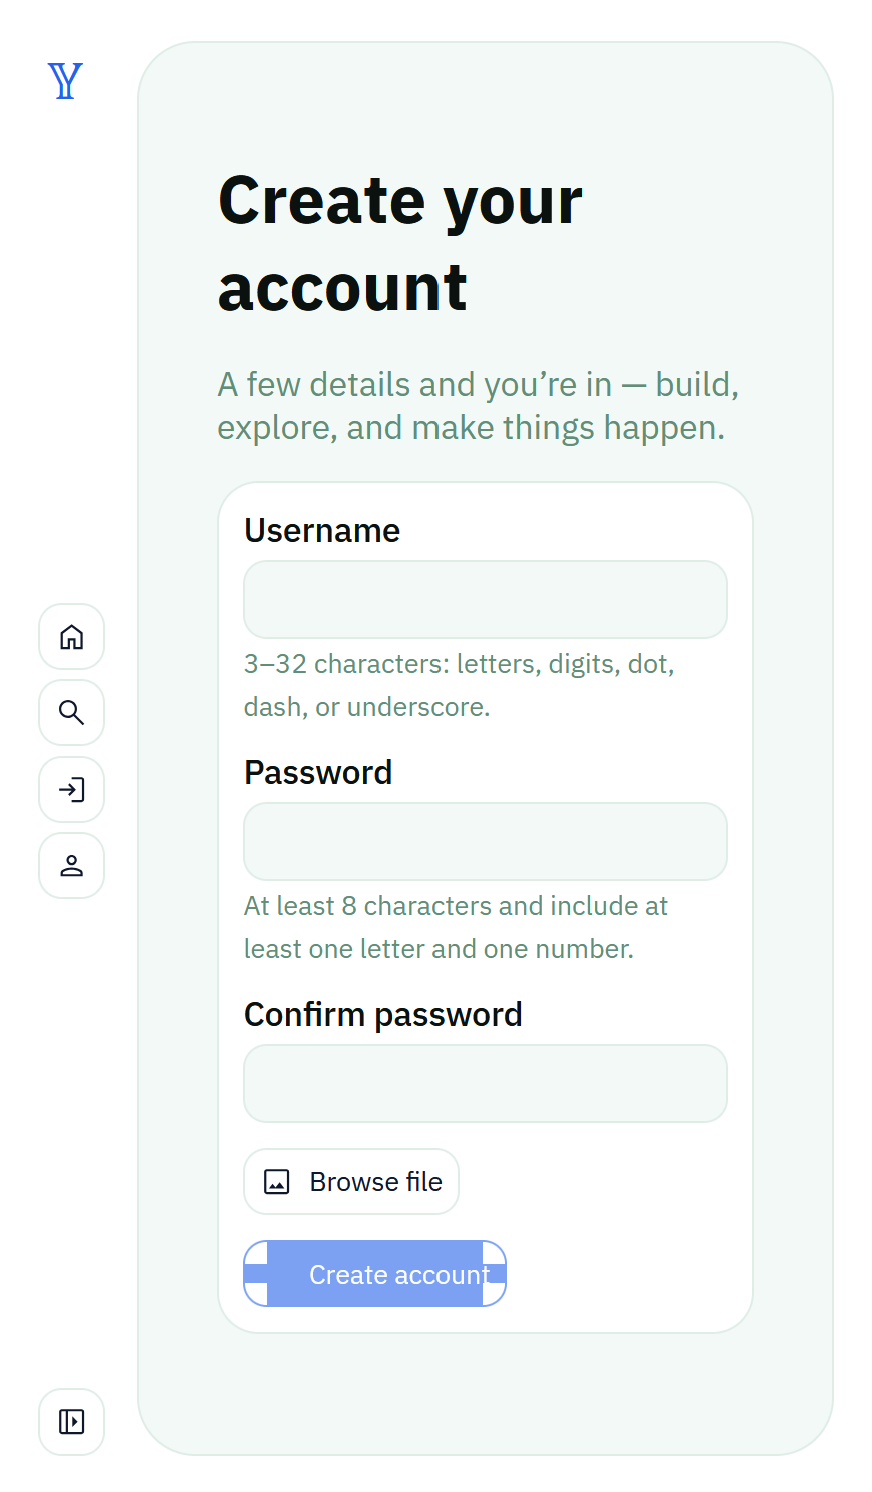 𝕐
Create your
account
A few details and you’re in — build,
explore, and make things happen.
Username
3–32 characters: letters, digits, dot,
dash, or underscore.
Password
At least 8 characters and include at
least one letter and one number.
Confirm password
Browse file
Create account